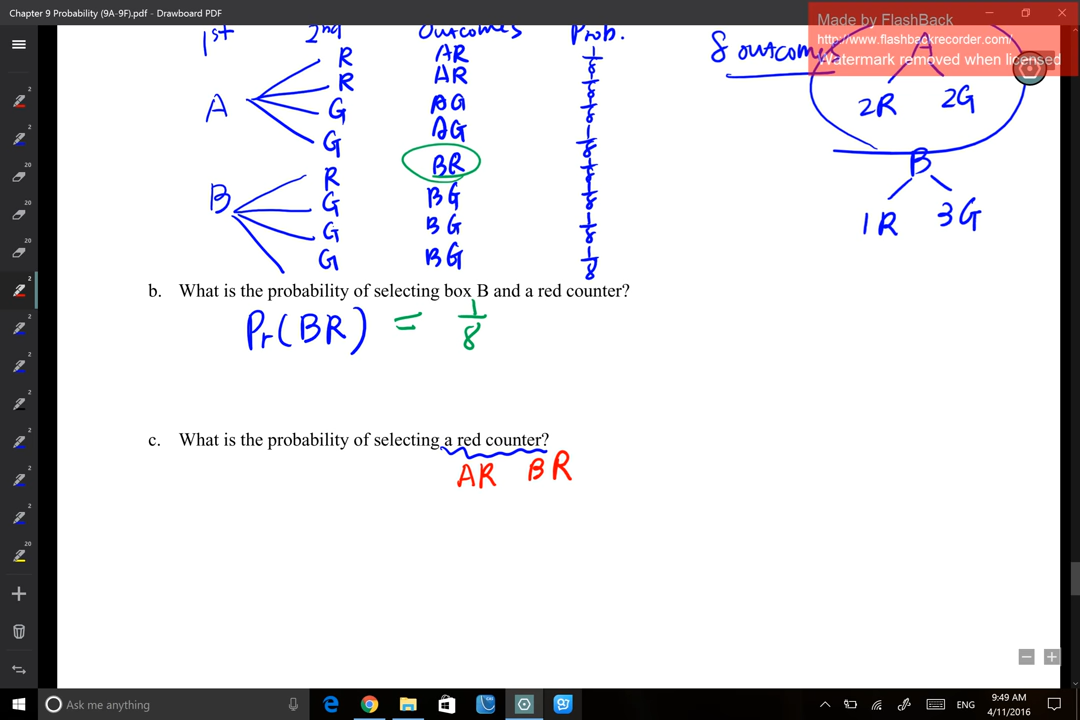 Chapter 9 Probability (9A-9F).pdf - Drawboard PDF
Made by FlashBack
http://www.flashbackrecorder.com/
Watermark removed when licensed
1st 2nd Outcomes Prob.
8 outcomes
A
2R 2G
B
1R 3G
A
R AR 1/8
R AR 1/8
G AG 1/8
G AG 1/8
B
R BR 1/8
G BG 1/8
G BG 1/8
G BG 1/8
b. What is the probability of selecting box B and a red counter?
Pr(BR) = 1/8
c. What is the probability of selecting a red counter?
AR BR
Ask me anything
ENG
9:49 AM
4/11/2016